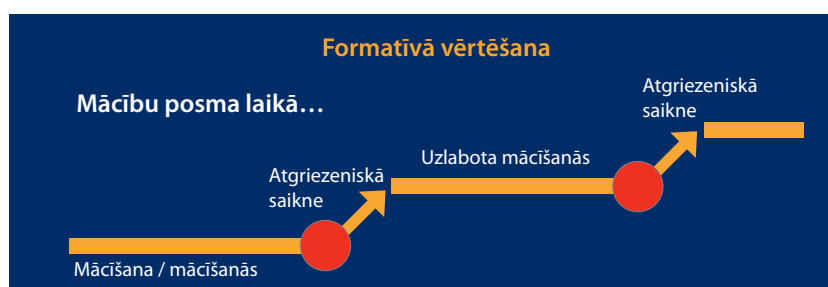 Formatīvā vērtēšana
Mācību posma laikā…
Atgriezeniskā
saikne
Uzlabota mācīšanās
Atgriezeniskā
saikne
Mācīšana / mācīšanās